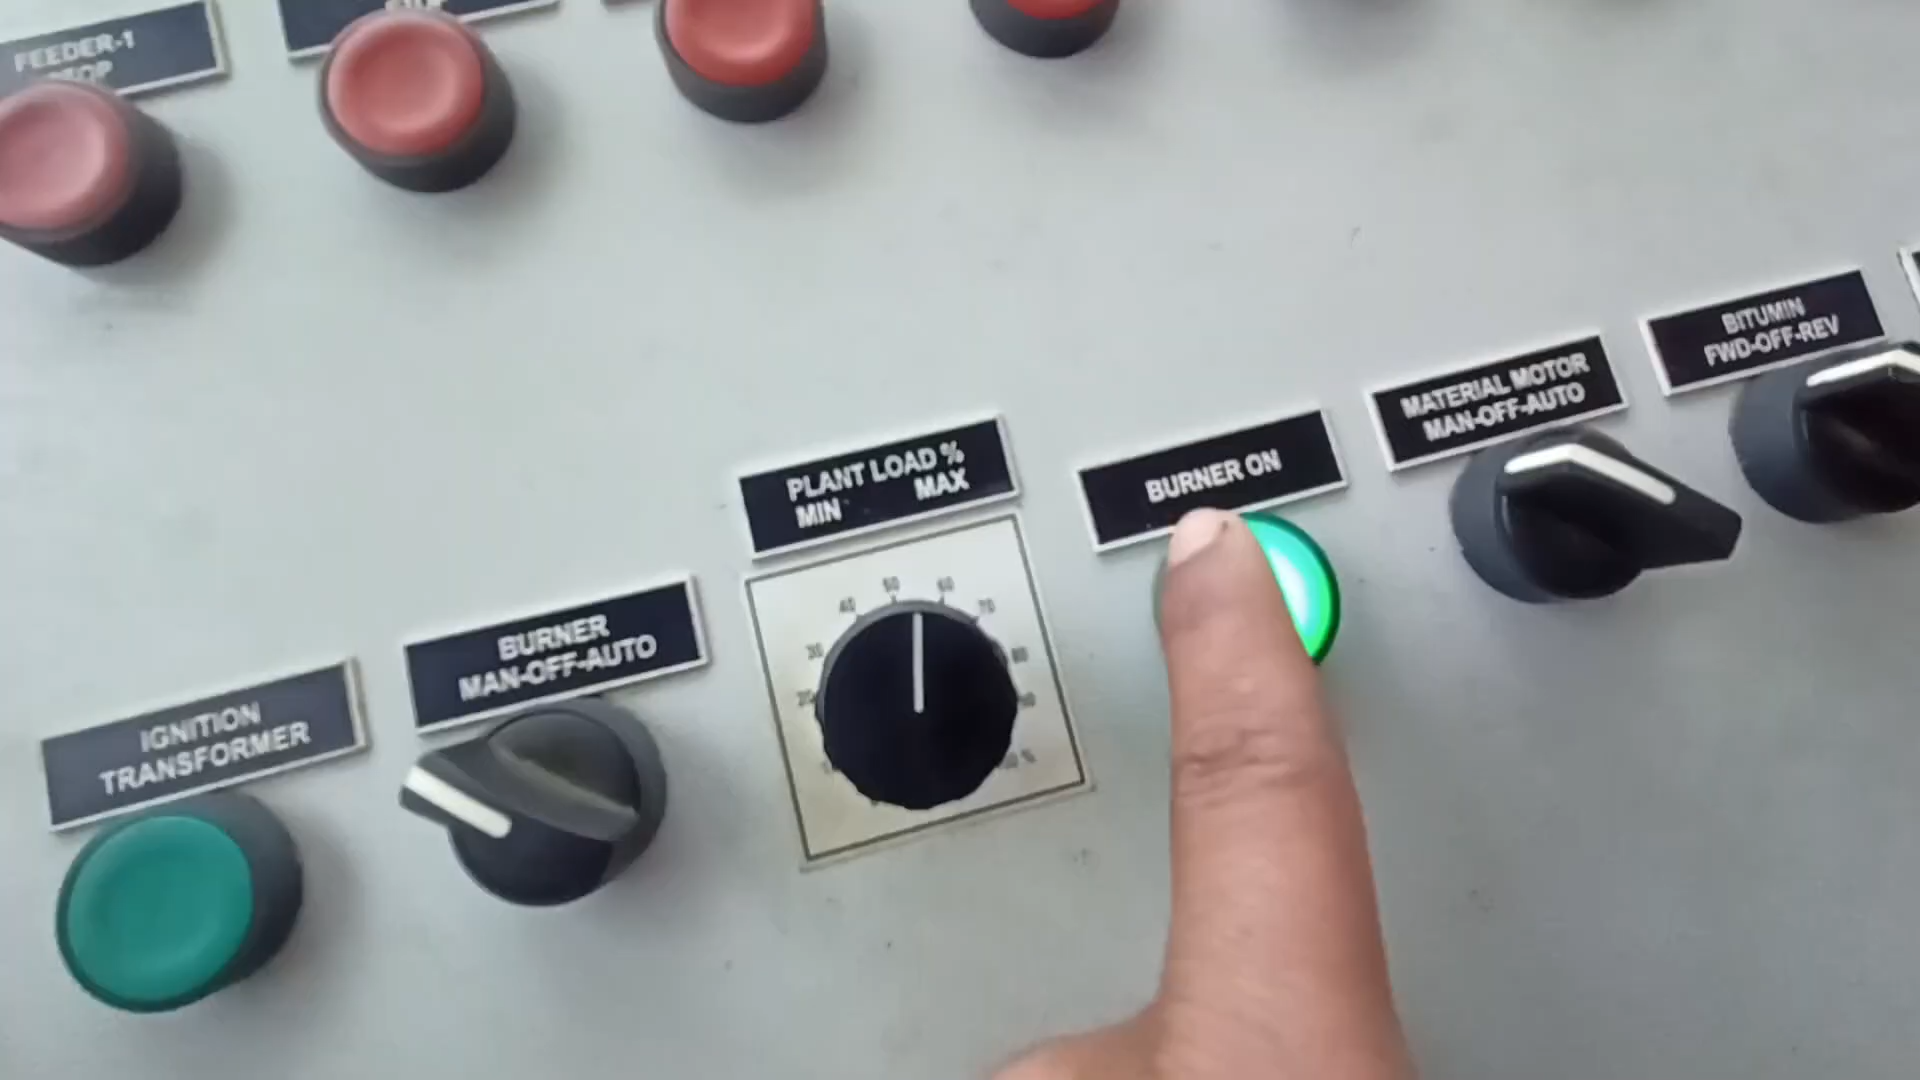 FEEDER-1
STOP
BITUMIN
FWD-OFF-REV
MATERIAL MOTOR
MAN-OFF-AUTO
BURNER ON
PLANT LOAD %
MIN MAX
30 40 50 60 70 80
BURNER
MAN-OFF-AUTO
IGNITION
TRANSFORMER